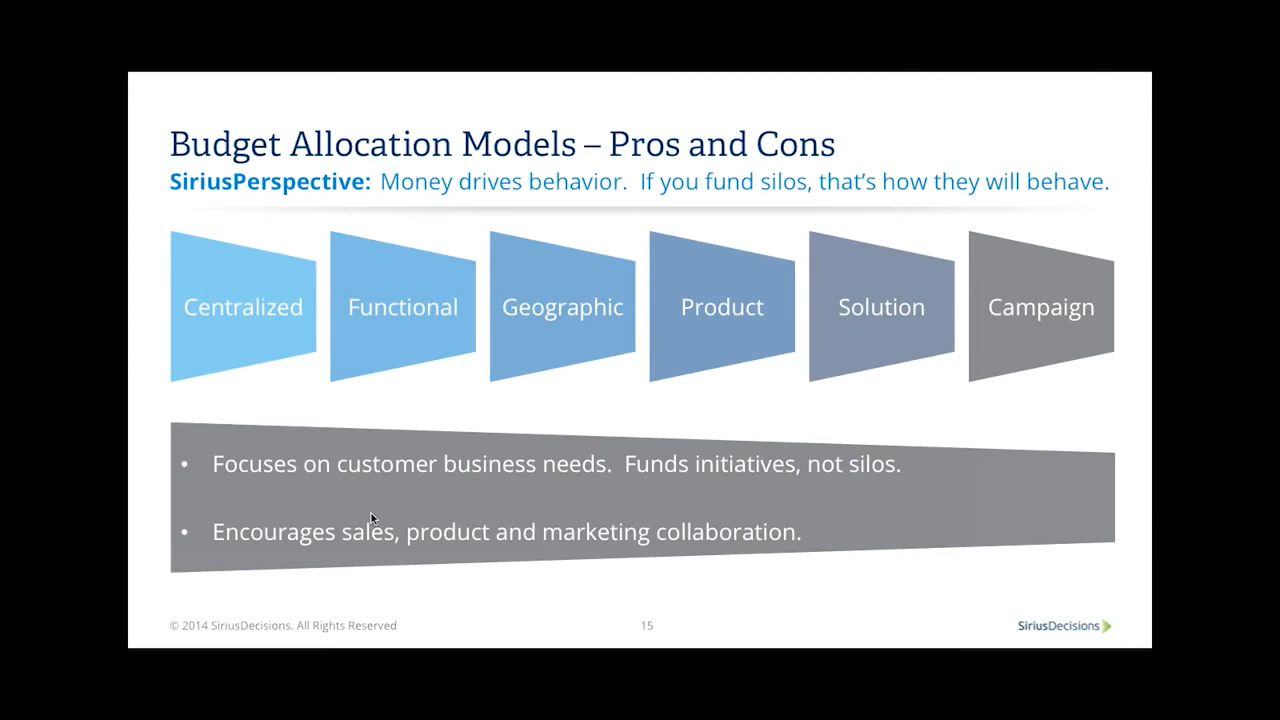 Budget Allocation Models – Pros and Cons
SiriusPerspective: Money drives behavior. If you fund silos, that's how they will behave.
Centralized
Functional
Geographic
Product
Solution
Campaign
• Focuses on customer business needs. Funds initiatives, not silos.
• Encourages sales, product and marketing collaboration.
© 2014 SiriusDecisions. All Rights Reserved
15
SiriusDecisions